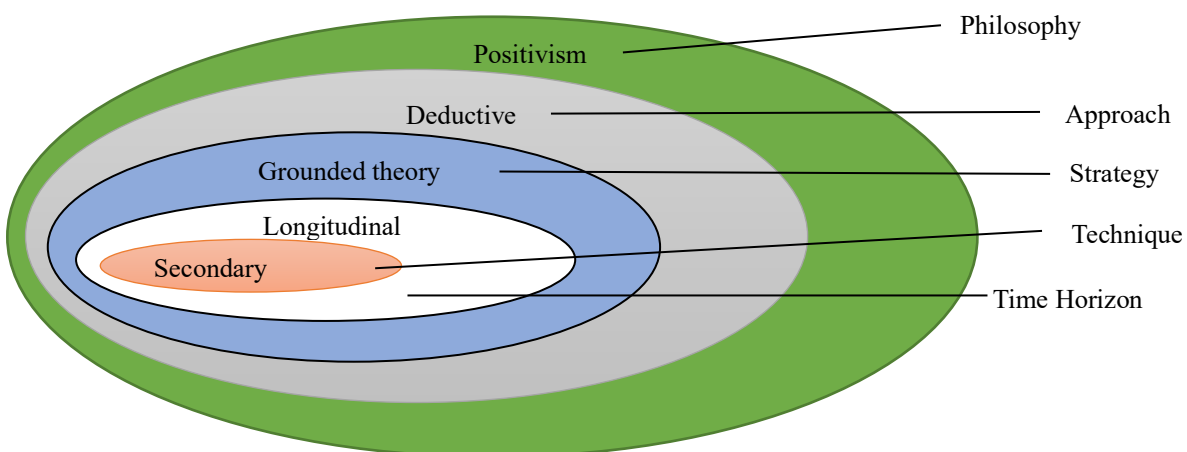 Philosophy
Positivism
Deductive
Approach
Grounded theory
Strategy
Longitudinal
Technique
Secondary
Time Horizon